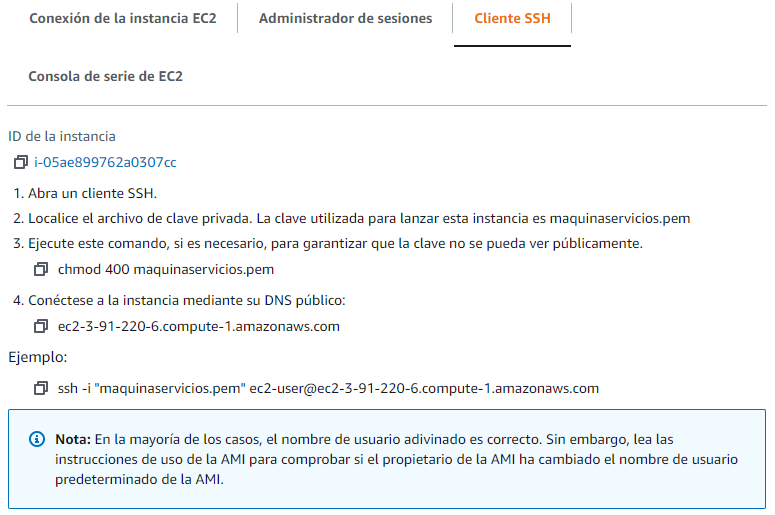 Conexión de la instancia EC2
Administrador de sesiones
Cliente SSH
Consola de serie de EC2
ID de la instancia
i-05ae899762a0307cc
1. Abra un cliente SSH.
2. Localice el archivo de clave privada. La clave utilizada para lanzar esta instancia es maquinaservicios.pem
3. Ejecute este comando, si es necesario, para garantizar que la clave no se pueda ver públicamente.
chmod 400 maquinaservicios.pem
4. Conéctese a la instancia mediante su DNS público:
ec2-3-91-220-6.compute-1.amazonaws.com
Ejemplo:
ssh -i "maquinaservicios.pem" ec2-user@ec2-3-91-220-6.compute-1.amazonaws.com
Nota: En la mayoría de los casos, el nombre de usuario adivinado es correcto. Sin embargo, lea las
instrucciones de uso de la AMI para comprobar si el propietario de la AMI ha cambiado el nombre de usuario
predeterminado de la AMI.